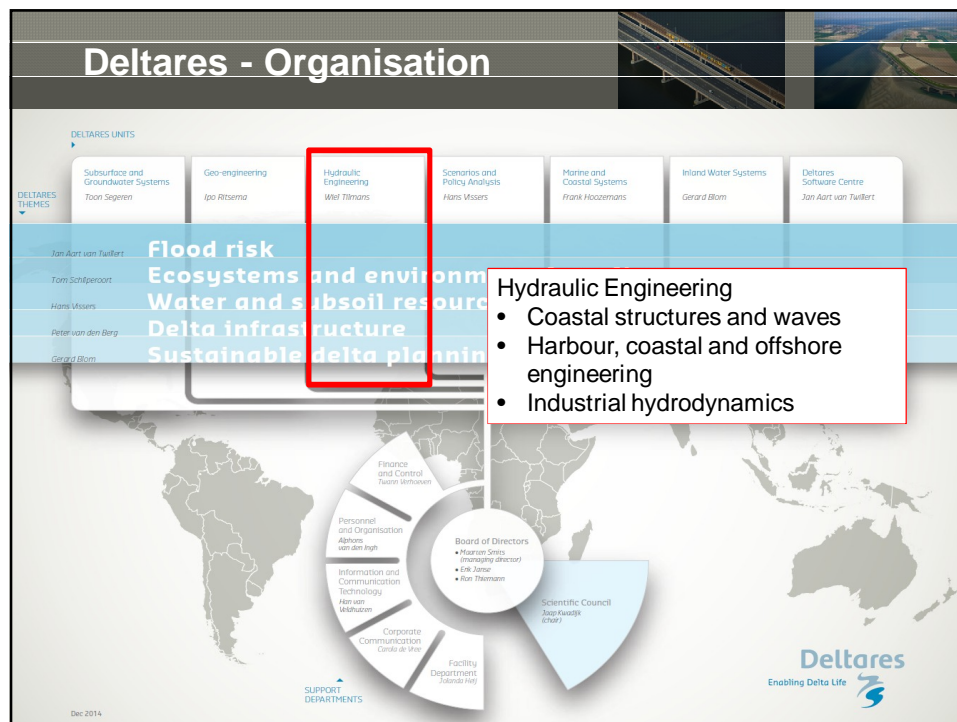 Deltares - Organisation
DELTARES UNITS
DELTARES
THEMES
Subsurface and
Groundwater Systems
Toon Segeren
Geo-engineering
Ipo Ritsema
Hydraulic
Engineering
Wiel Tilmans
Scenarios and
Policy Analysis
Hans Vissers
Marine and
Coastal Systems
Frank Hoozemans
Inland Water Systems
Gerard Blom
Deltares
Software Centre
Jan Aart van Twillert
Jan Aart van Twillert
Flood risk
Tom Schilperoort
Ecosystems and environm
Hans Vissers
Water and subsoil resourc
Peter van den Berg
Delta infrastructure
Gerard Blom
Sustainable delta plannin
Hydraulic Engineering
• Coastal structures and waves
• Harbour, coastal and offshore
engineering
• Industrial hydrodynamics
Finance
and Control
Twann Verhoeven
Personnel
and Organisation
Alphons
van den Ingh
Information and
Communication
Technology
Han van
Veldhuizen
Corporate
Communication
Carola de Vree
Facility
Department
Jolanda Heij
Board of Directors
• Maarten Smits
(managing director)
• Erik Janse
• Ron Thiemann
Scientific Council
Jaap Kwadijk
(chair)
SUPPORT
DEPARTMENTS
Deltares
Enabling Delta Life
Dec 2014